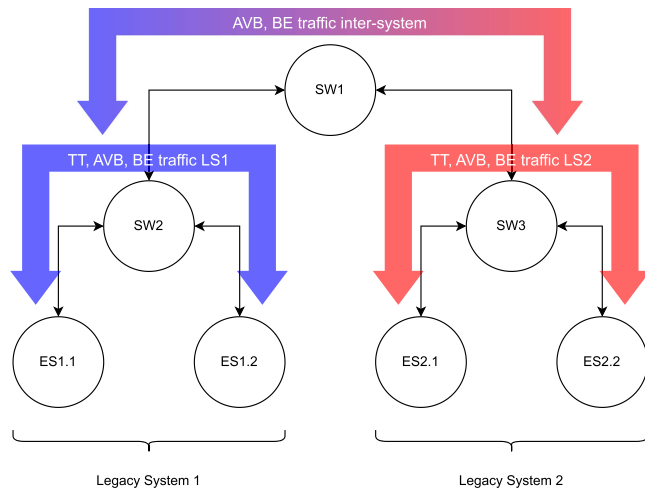 AVB, BE traffic inter-system
SW1
TT, AVB, BE traffic LS1
TT, AVB, BE traffic LS2
SW2
SW3
ES1.1
ES1.2
ES2.1
ES2.2
Legacy System 1
Legacy System 2